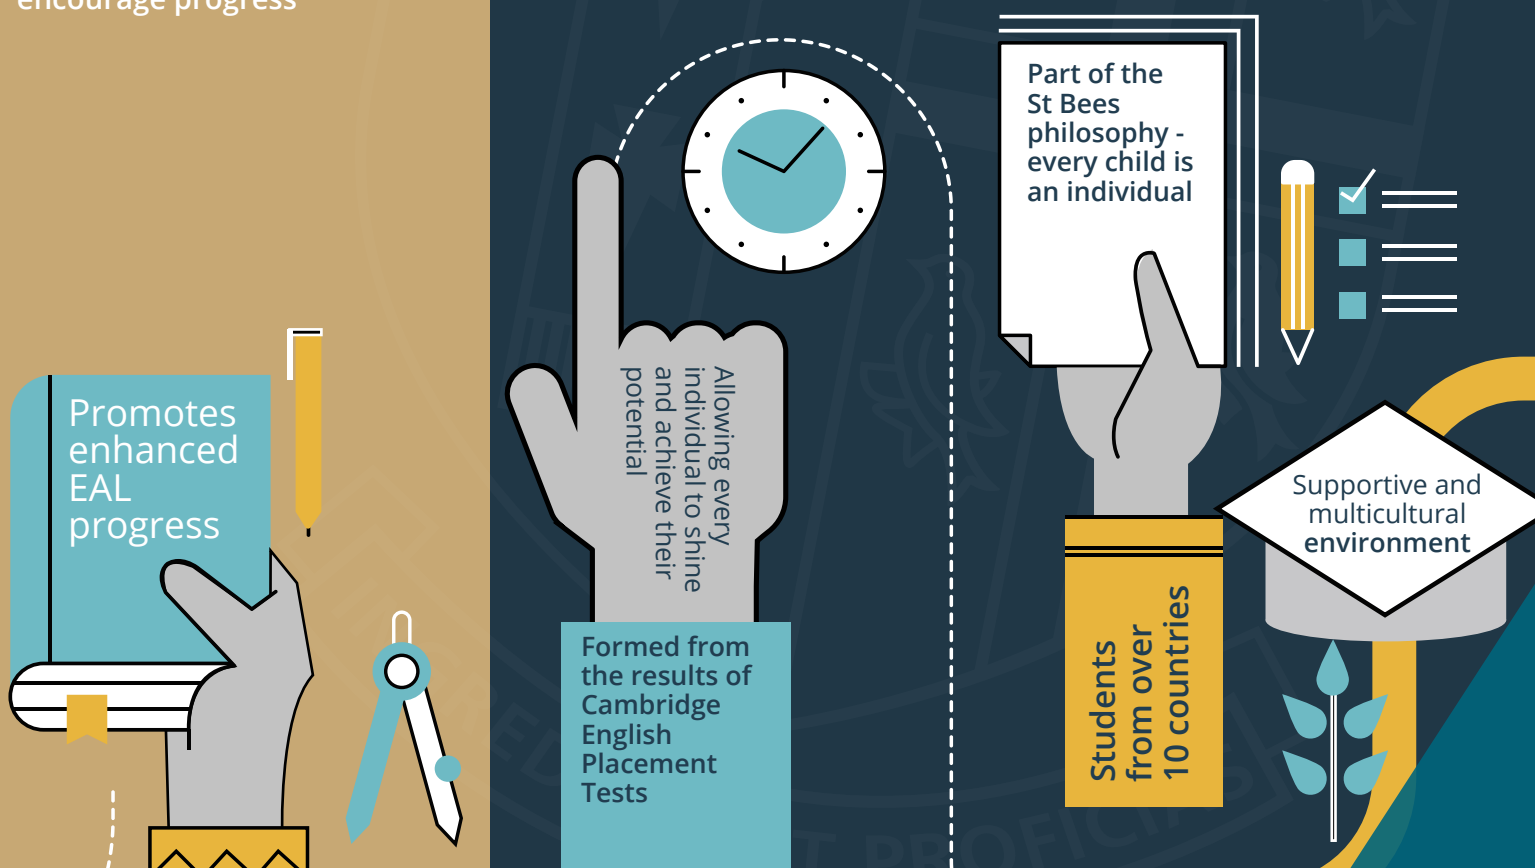 encourage progress
Promotes
enhanced
EAL
progress
Allowing every
individual to shine
and achieve their
potential
Formed from
the results of
Cambridge
English
Placement
Tests
Part of the
St Bees
philosophy -
every child is
an individual
Students
from over
10 countries
Supportive and
multicultural
environment